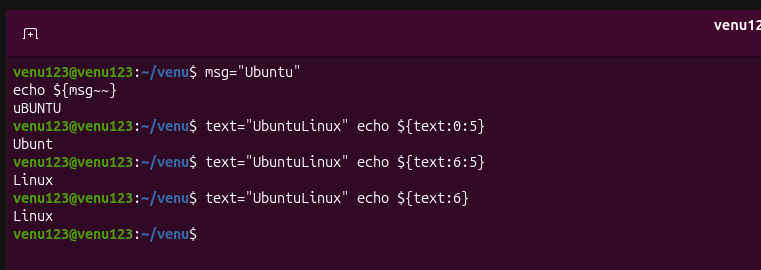 venu12
venu123@venu123:~/venu$ msg="Ubuntu"
echo ${msg~~}
uBUNTU
venu123@venu123:~/venu$ text="UbuntuLinux" echo ${text:0:5}
Ubunt
venu123@venu123:~/venu$ text="UbuntuLinux" echo ${text:6:5}
Linux
venu123@venu123:~/venu$ text="UbuntuLinux" echo ${text:6}
Linux
venu123@venu123:~/venu$